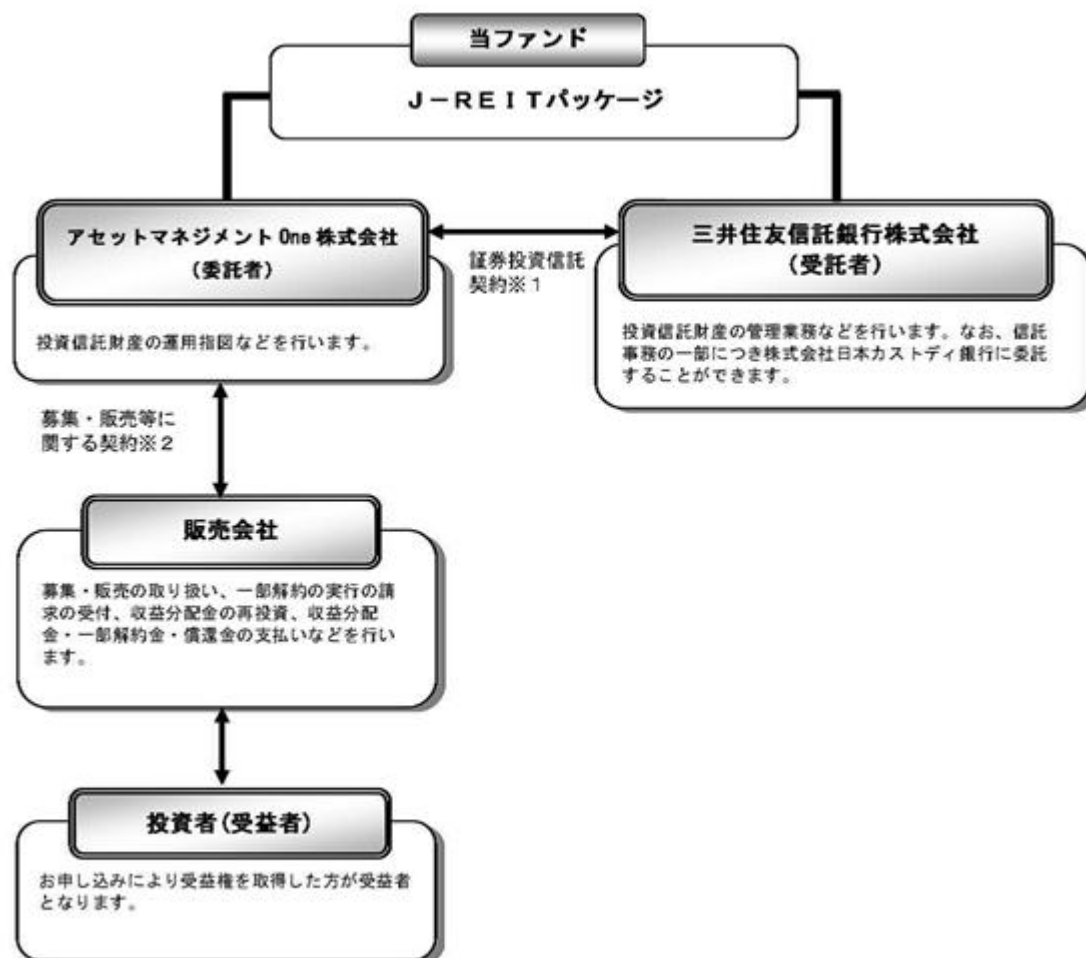 当ファンド
J－REITパッケージ
アセットマネジメント One 株式会社
（委託者）
投資信託財産の運用指図などを行います。
証券投資信託
契約※1
三井住友信託銀行株式会社
（受託者）
投資信託財産の管理業務などを行います。なお、信託
事務の一部につき株式会社日本カストディ銀行に委託
することができます。
募集・販売等に
関する契約※2
販売会社
募集・販売の取り扱い、一部解約の実行の請
求の受付、収益分配金の再投資、収益分配
金・一部解約金・償還金の支払いなどを行い
ます。
投資者(受益者)
お申し込みにより受益権を取得した方が受益者
となります。